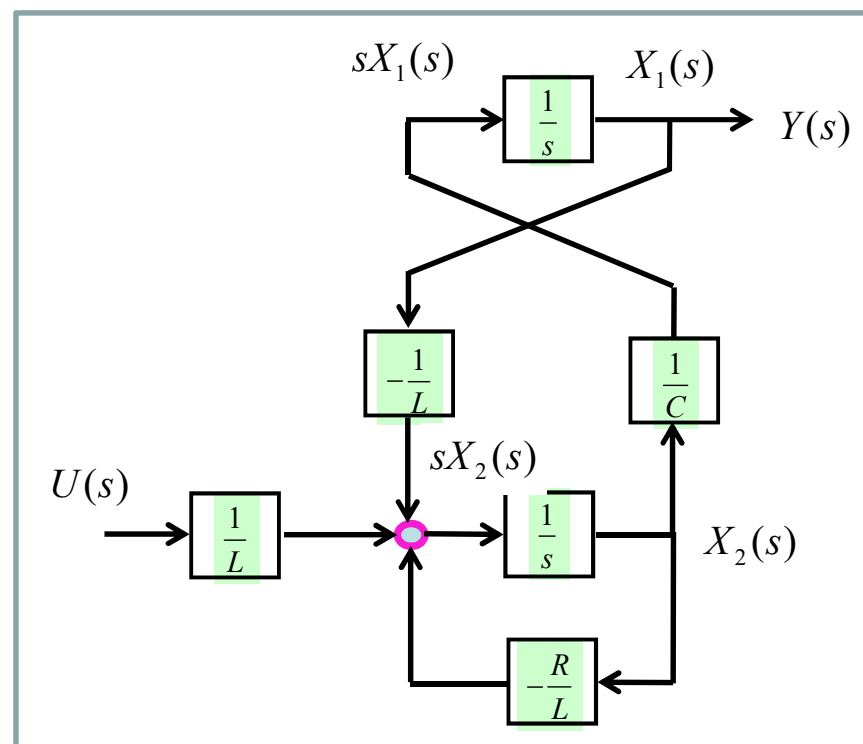 sX₁(s)
X₁(s)
1/s
Y(s)
-1/L
1/C
sX₂(s)
U(s)
1/L
1/s
X₂(s)
-R/L